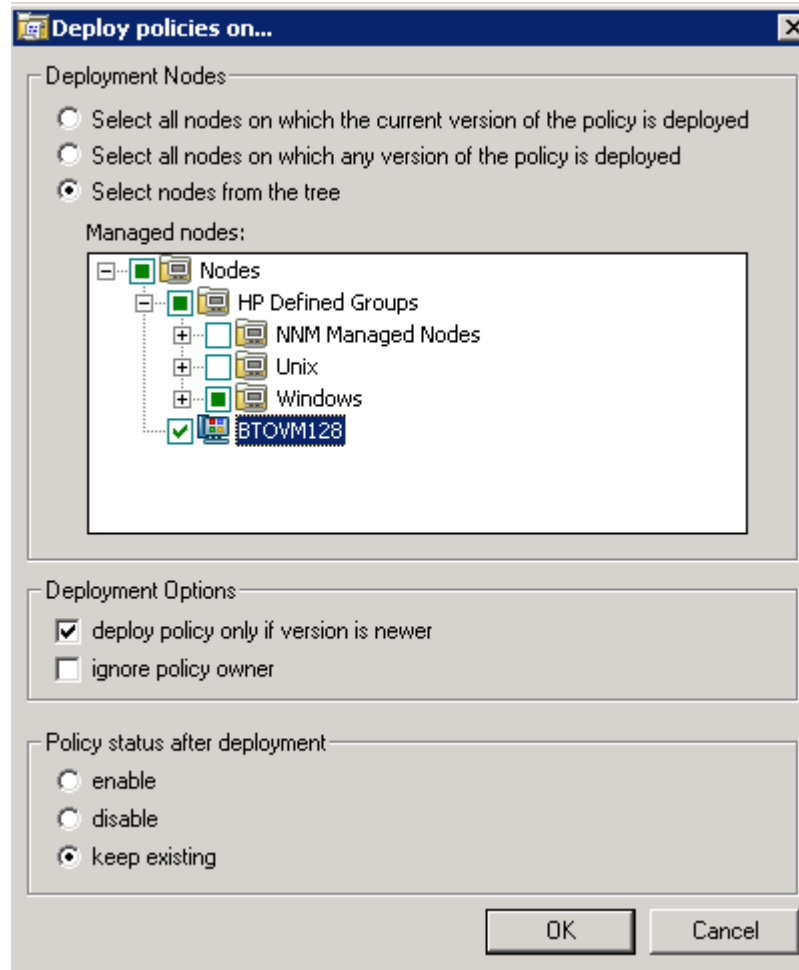 Deploy policies on...
Deployment Nodes
Select all nodes on which the current version of the policy is deployed
Select all nodes on which any version of the policy is deployed
Select nodes from the tree
Managed nodes:
Nodes
HP Defined Groups
NNM Managed Nodes
Unix
Windows
BTOVM128
Deployment Options
deploy policy only if version is newer
ignore policy owner
Policy status after deployment
enable
disable
keep existing
OK Cancel